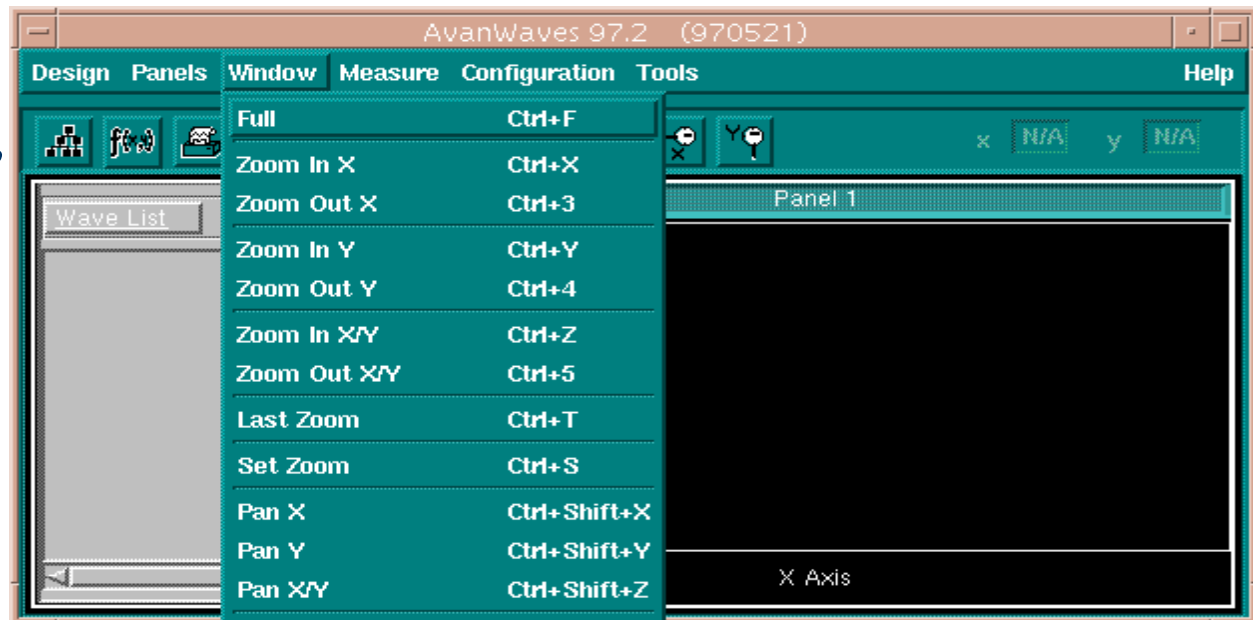 AvanWaves 97.2 (970521)
Design Panels Window Measure Configuration Tools Help
f(x)
X
Y
x N/A y N/A
Full Ctrl+F
Zoom In X Ctrl+X
Zoom Out X Ctrl+3
Zoom In Y Ctrl+Y
Zoom Out Y Ctrl+4
Zoom In X/Y Ctrl+Z
Zoom Out X/Y Ctrl+5
Last Zoom Ctrl+T
Set Zoom Ctrl+S
Pan X Ctrl+Shift+X
Pan Y Ctrl+Shift+Y
Pan X/Y Ctrl+Shift+Z
Wave List
Panel 1
X Axis